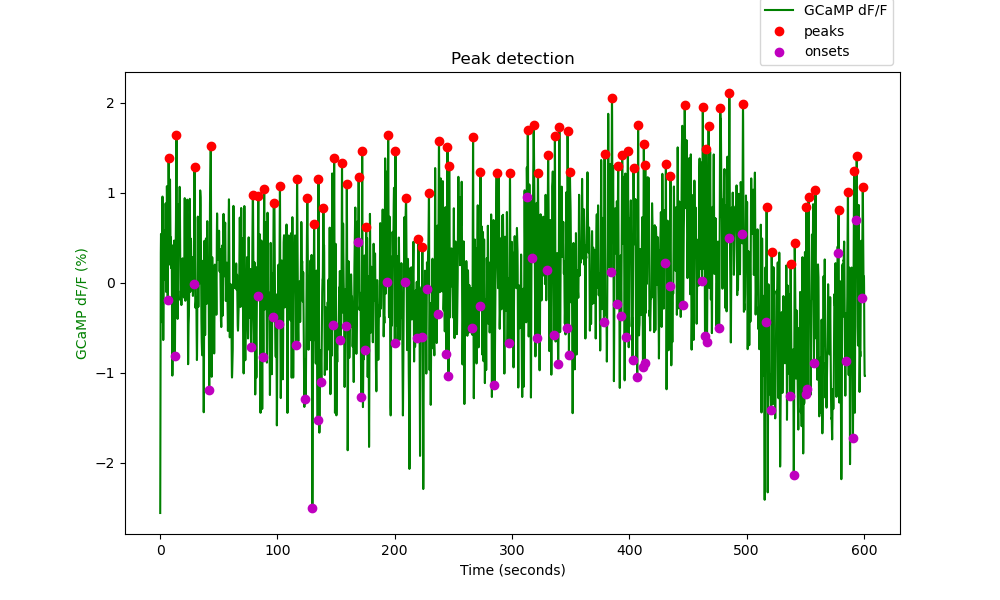 GCaMP dF/F
peaks
onsets
Peak detection
GCaMP dF/F (%)
2
1
0
−1
−2
0 100 200 300 400 500 600
Time (seconds)